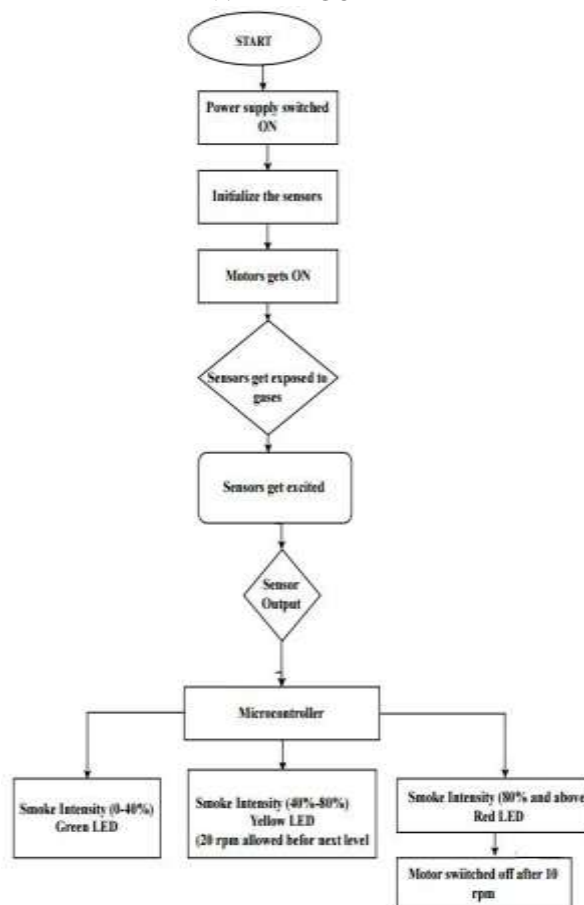 START
Power supply switched
ON
Initialize the sensors
Motors gets ON
Sensors get exposed to
gases
Sensors get excited
Sensor
Output
Microcontroller
Smoke Intensity (0-40%)
Green LED
Smoke Intensity (40%-80%)
Yellow LED
(20 rpm allowed befor next level
Smoke Intensity (80% and above
Red LED
Motor swiitched off after 10
rpm